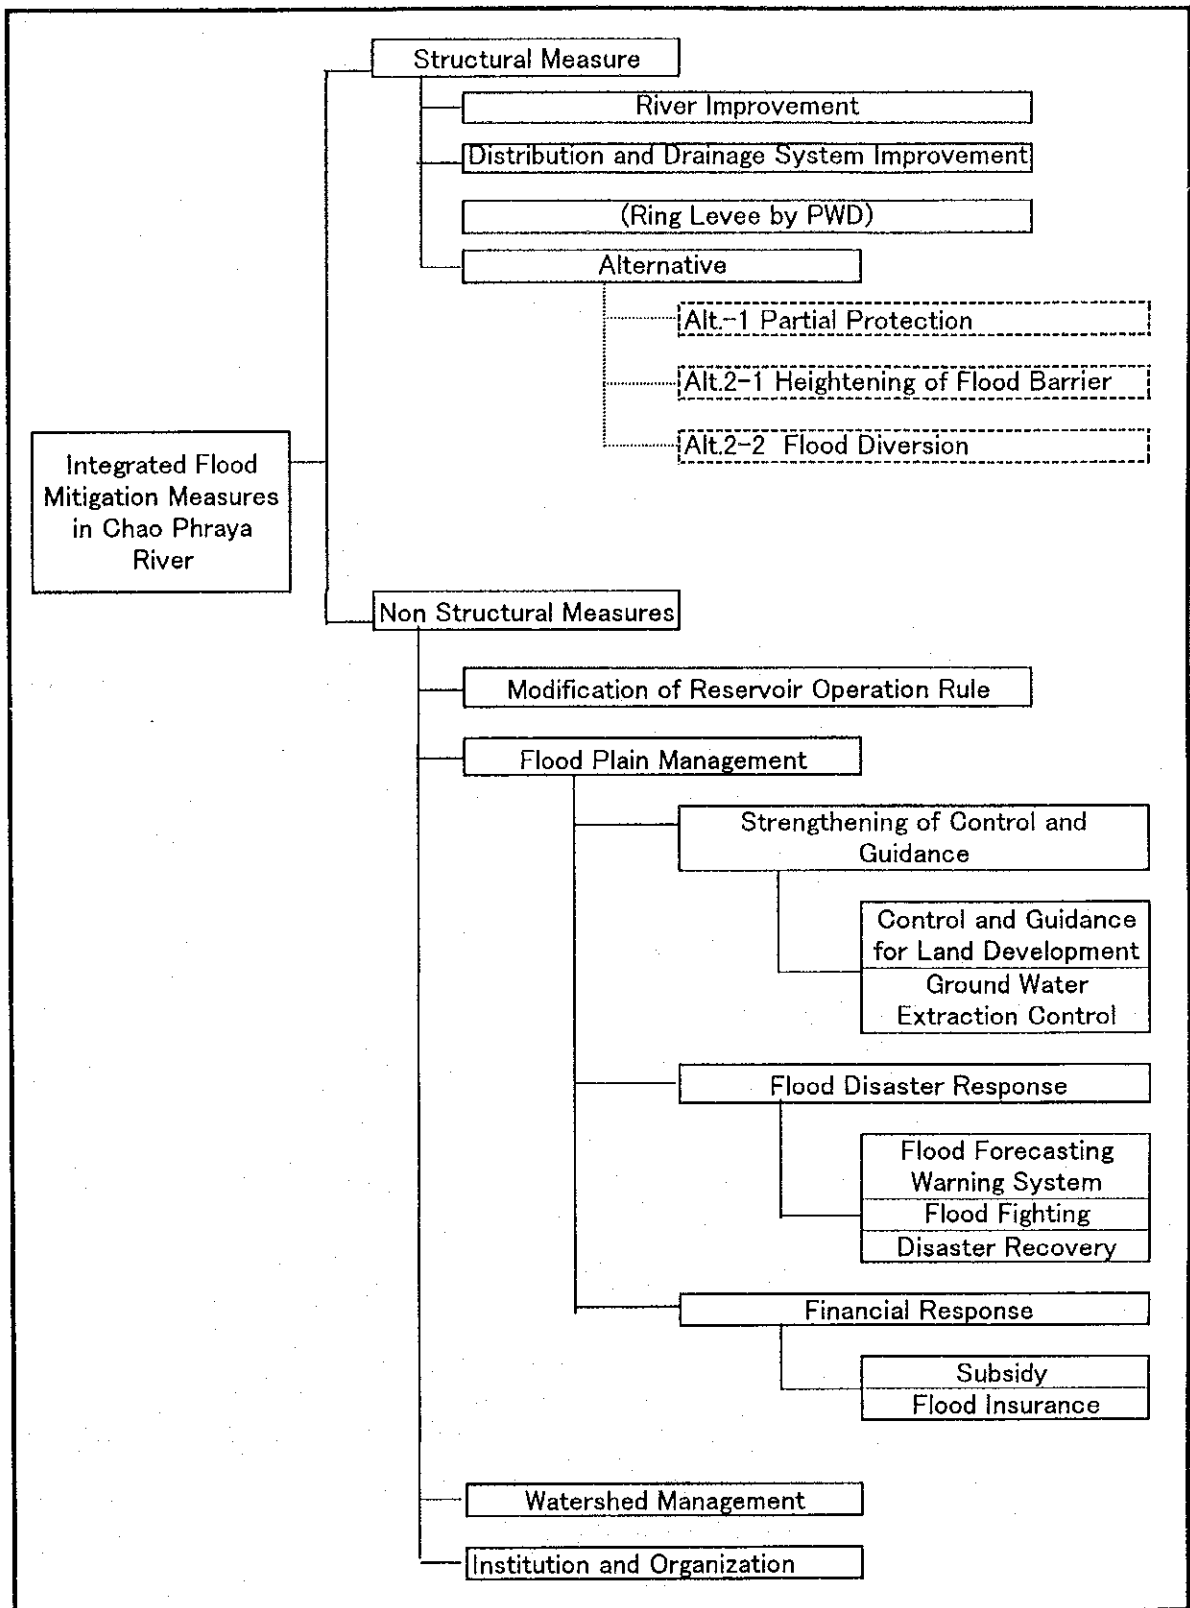 Structural Measure
River Improvement
Distribution and Drainage System Improvement
(Ring Levee by PWD)
Alternative
Alt.-1 Partial Protection
Alt.2-1 Heightening of Flood Barrier
Alt.2-2 Flood Diversion
Integrated Flood
Mitigation Measures
in Chao Phraya
River
Non Structural Measures
Modification of Reservoir Operation Rule
Flood Plain Management
Strengthening of Control and
Guidance
Control and Guidance
for Land Development
Ground Water
Extraction Control
Flood Disaster Response
Flood Forecasting
Warning System
Flood Fighting
Disaster Recovery
Financial Response
Subsidy
Flood Insurance
Watershed Management
Institution and Organization